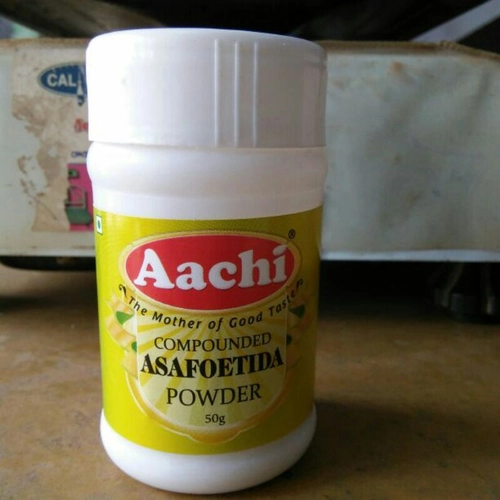 CAL
Aachi®
The Mother of Good Taste
COMPOUNDED
ASAFOETIDA
POWDER
50g